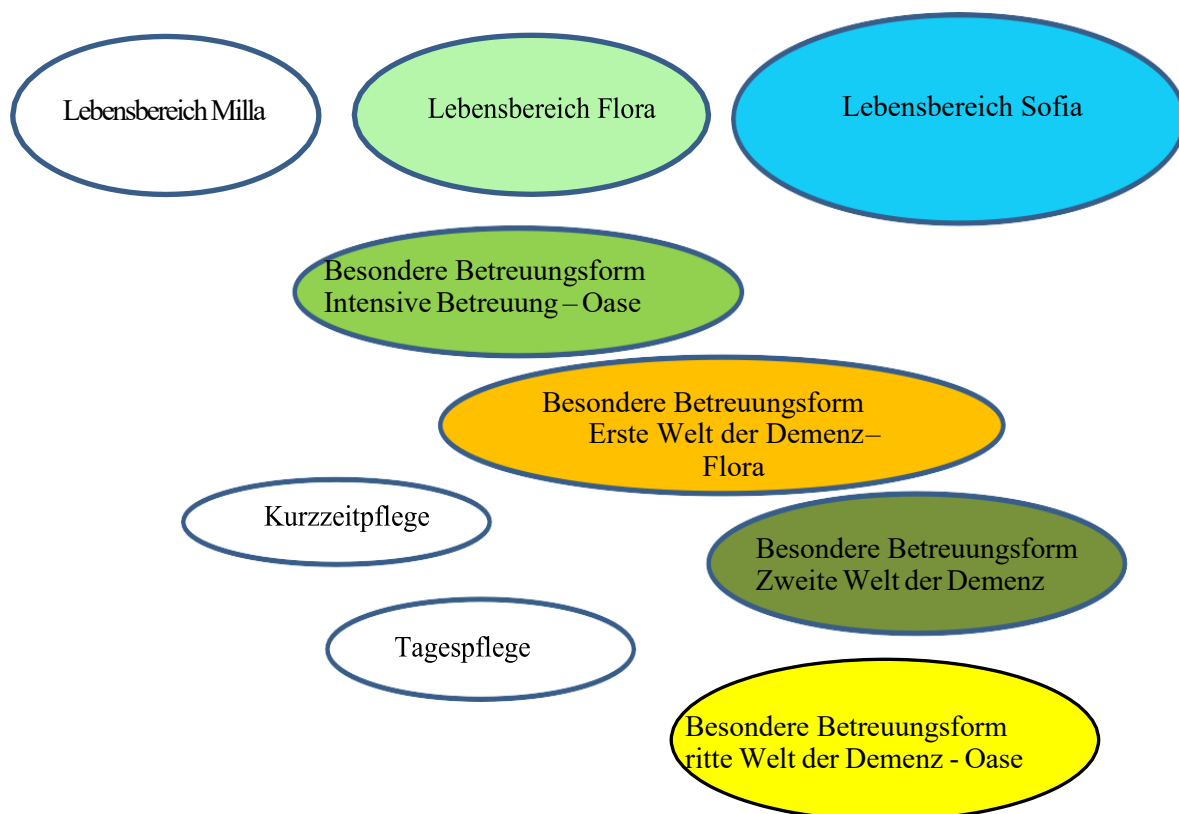 Lebensbereich Milla
Lebensbereich Flora
Lebensbereich Sofia
Besondere Betreuungsform
Intensive Betreuung – Oase
Besondere Betreuungsform
Erste Welt der Demenz–
Flora
Kurzzeitpflege
Besondere Betreuungsform
Zweite Welt der Demenz
Tagespflege
Besondere Betreuungsform
ritte Welt der Demenz - Oase